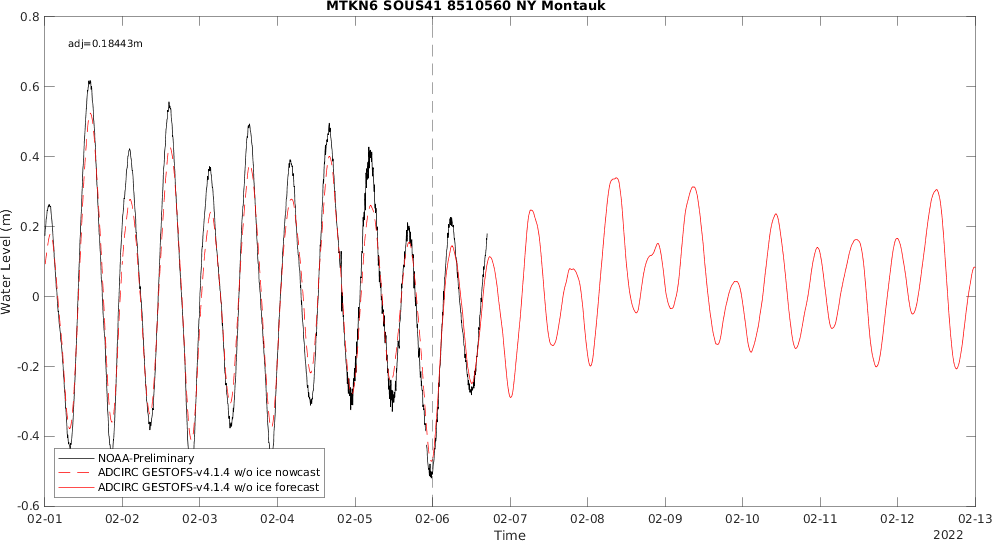 MTKN6 SOUS41 8510560 NY Montauk
adj=0.18443m
0.8
0.6
0.4
0.2
0
-0.2
-0.4
-0.6
Water Level (m)
NOAA-Preliminary
ADCIRC GESTOFS-v4.1.4 w/o ice nowcast
ADCIRC GESTOFS-v4.1.4 w/o ice forecast
02-01 02-02 02-03 02-04 02-05 02-06 02-07 02-08 02-09 02-10 02-11 02-12 02-13
Time
2022